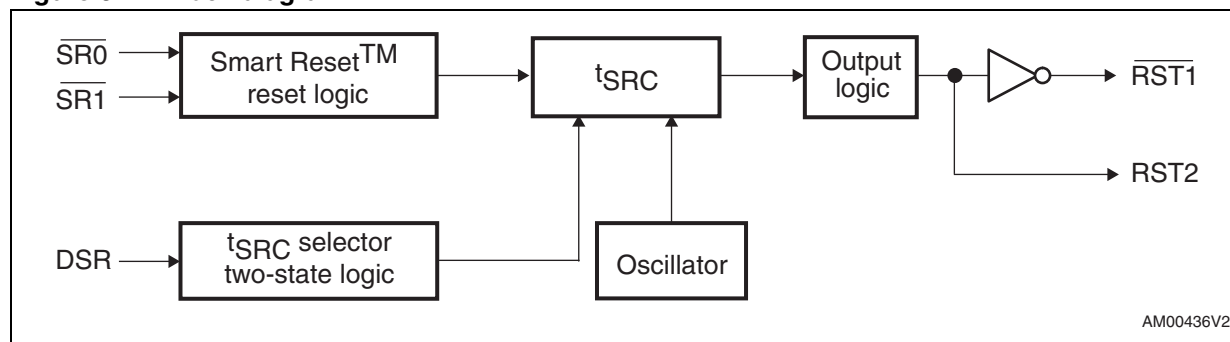 SR0
SR1
Smart Reset™
reset logic
tSRC
Output
logic
RST1
RST2
DSR
tSRC selector
two-state logic
Oscillator
AM00436V2